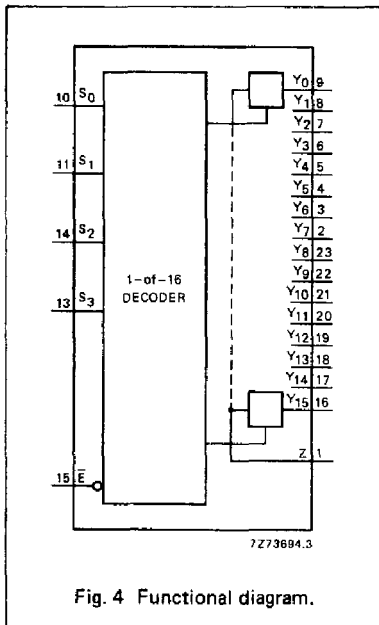 10 S0
11 S1
14 S2
13 S3
15 E̅
1-of-16
DECODER
Y0 9
Y1 8
Y2 7
Y3 6
Y4 5
Y5 4
Y6 3
Y7 2
Y8 23
Y9 22
Y10 21
Y11 20
Y12 19
Y13 18
Y14 17
Y15 16
Z 1
7Z73694.3
Fig. 4 Functional diagram.